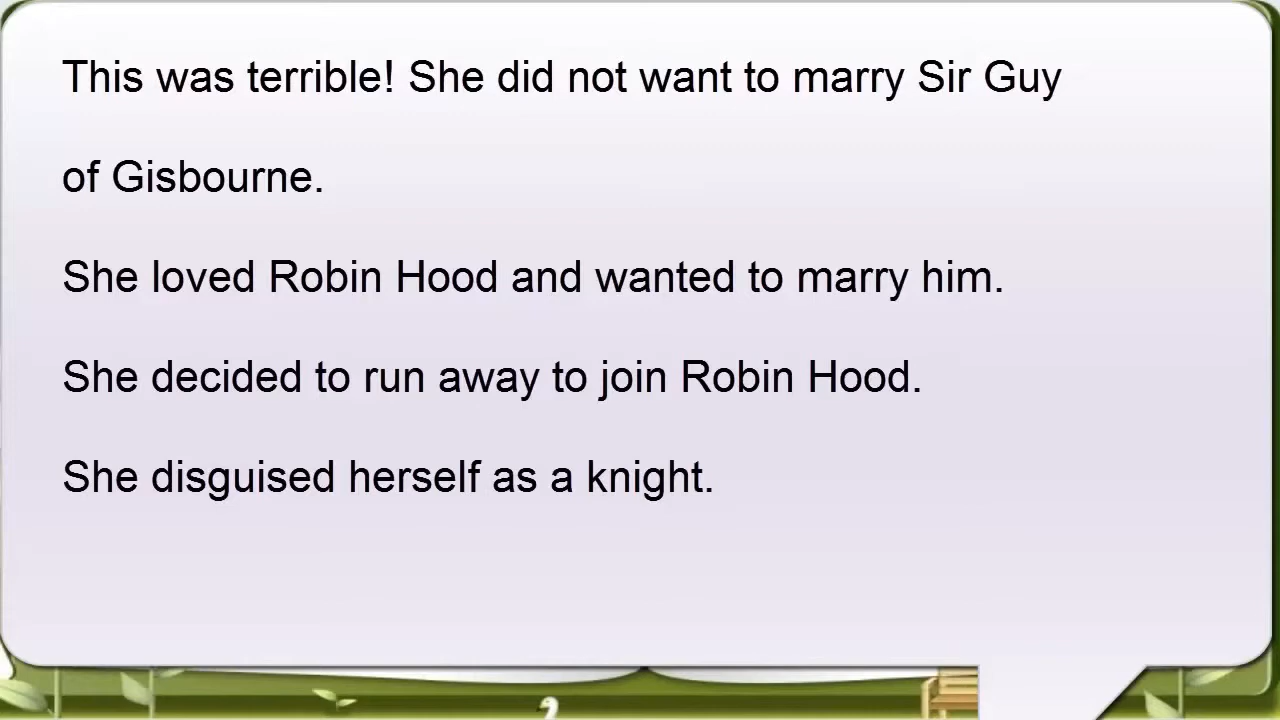 This was terrible! She did not want to marry Sir Guy
of Gisbourne.
She loved Robin Hood and wanted to marry him.
She decided to run away to join Robin Hood.
She disguised herself as a knight.